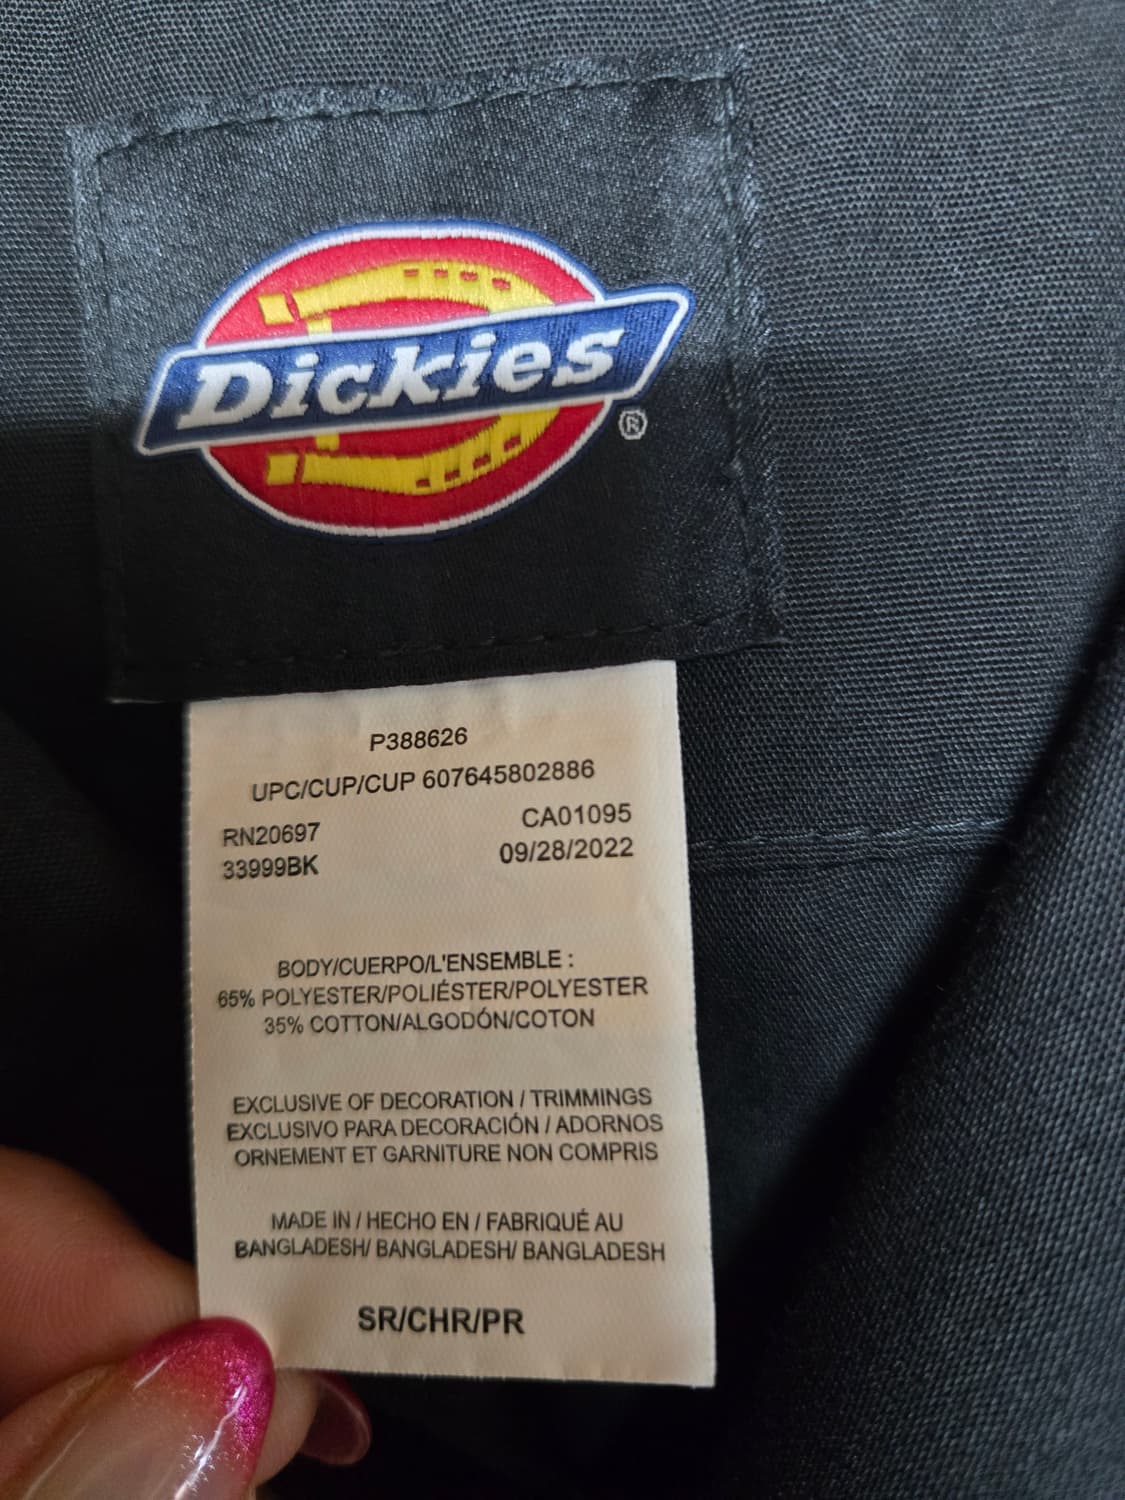 Dickies
®
P388626
UPC/CUP/CUP 607645802886
RN20697 CA01095
33999BK 09/28/2022
BODY/CUERPO/L'ENSEMBLE :
65% POLYESTER/POLIÉSTER/POLYESTER
35% COTTON/ALGODÓN/COTON
EXCLUSIVE OF DECORATION / TRIMMINGS
EXCLUSIVO PARA DECORACIÓN / ADORNOS
ORNEMENT ET GARNITURE NON COMPRIS
MADE IN / HECHO EN / FABRIQUÉ AU
BANGLADESH/ BANGLADESH/ BANGLADESH
SR/CHR/PR